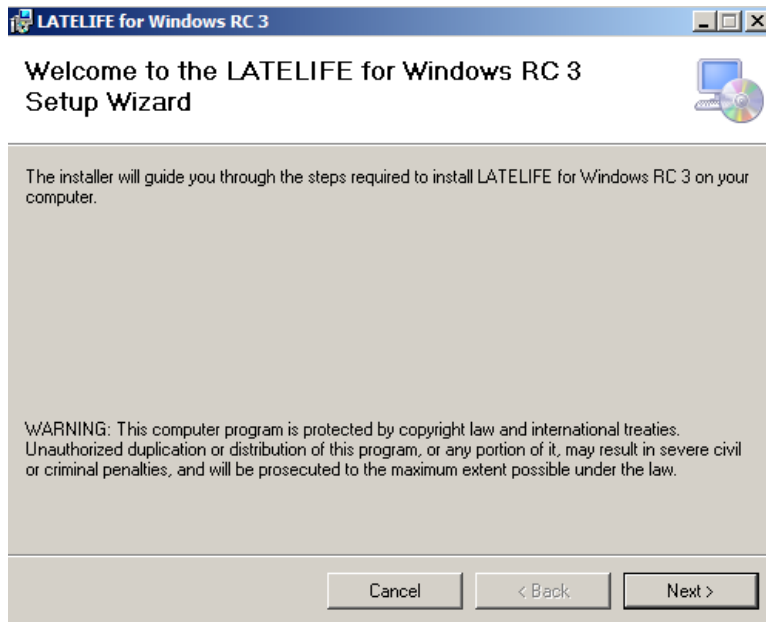 LATELIFE for Windows RC 3
Welcome to the LATELIFE for Windows RC 3
Setup Wizard
The installer will guide you through the steps required to install LATELIFE for Windows RC 3 on your
computer.
WARNING: This computer program is protected by copyright law and international treaties.
Unauthorized duplication or distribution of this program, or any portion of it, may result in severe civil
or criminal penalties, and will be prosecuted to the maximum extent possible under the law.
Cancel
< Back
Next >